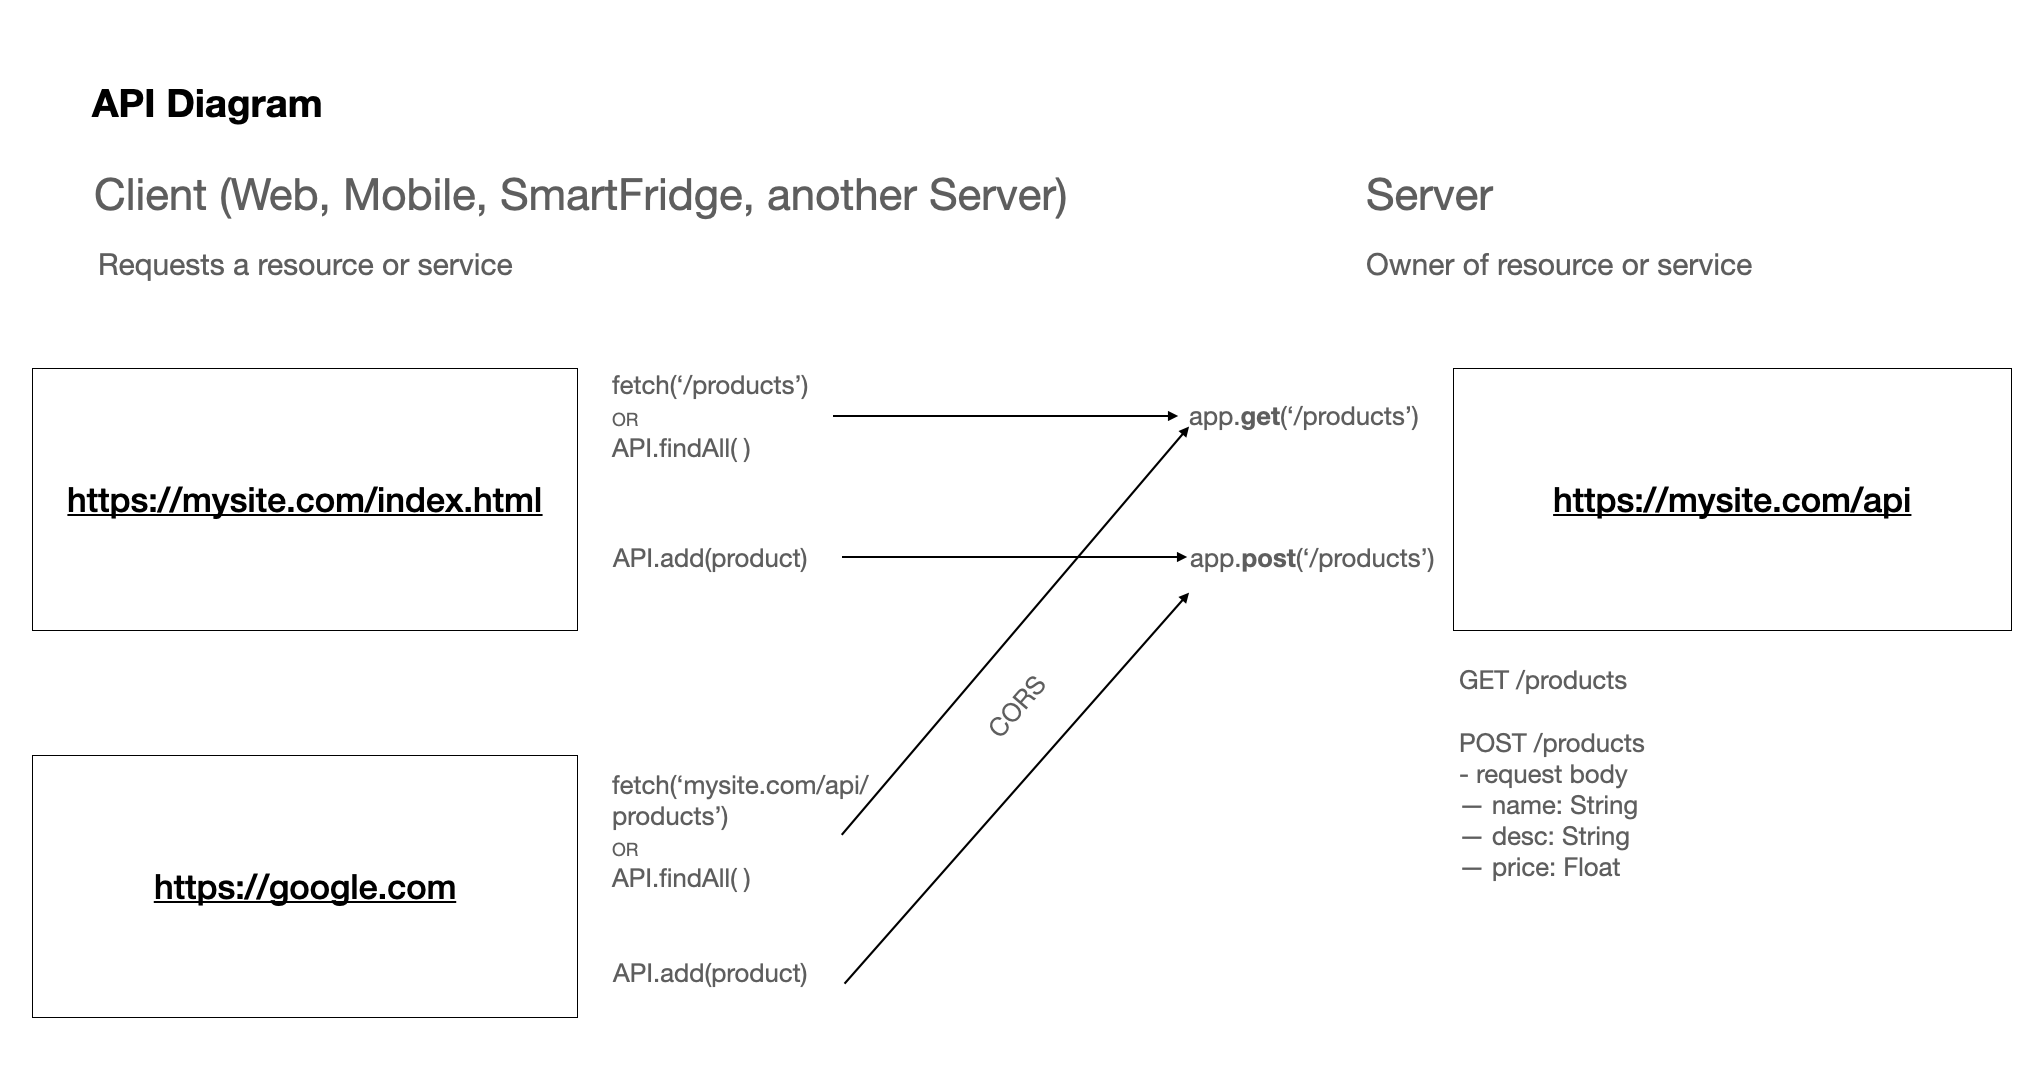 API Diagram
Client (Web, Mobile, SmartFridge, another Server)
Requests a resource or service
Server
Owner of resource or service
https://mysite.com/index.html
fetch(‘/products’)
OR
API.findAll( )
API.add(product)
app.get(‘/products’)
app.post(‘/products’)
https://mysite.com/api
CORS
GET /products
POST /products
- request body
— name: String
— desc: String
— price: Float
https://google.com
fetch(‘mysite.com/api/
products’)
OR
API.findAll( )
API.add(product)